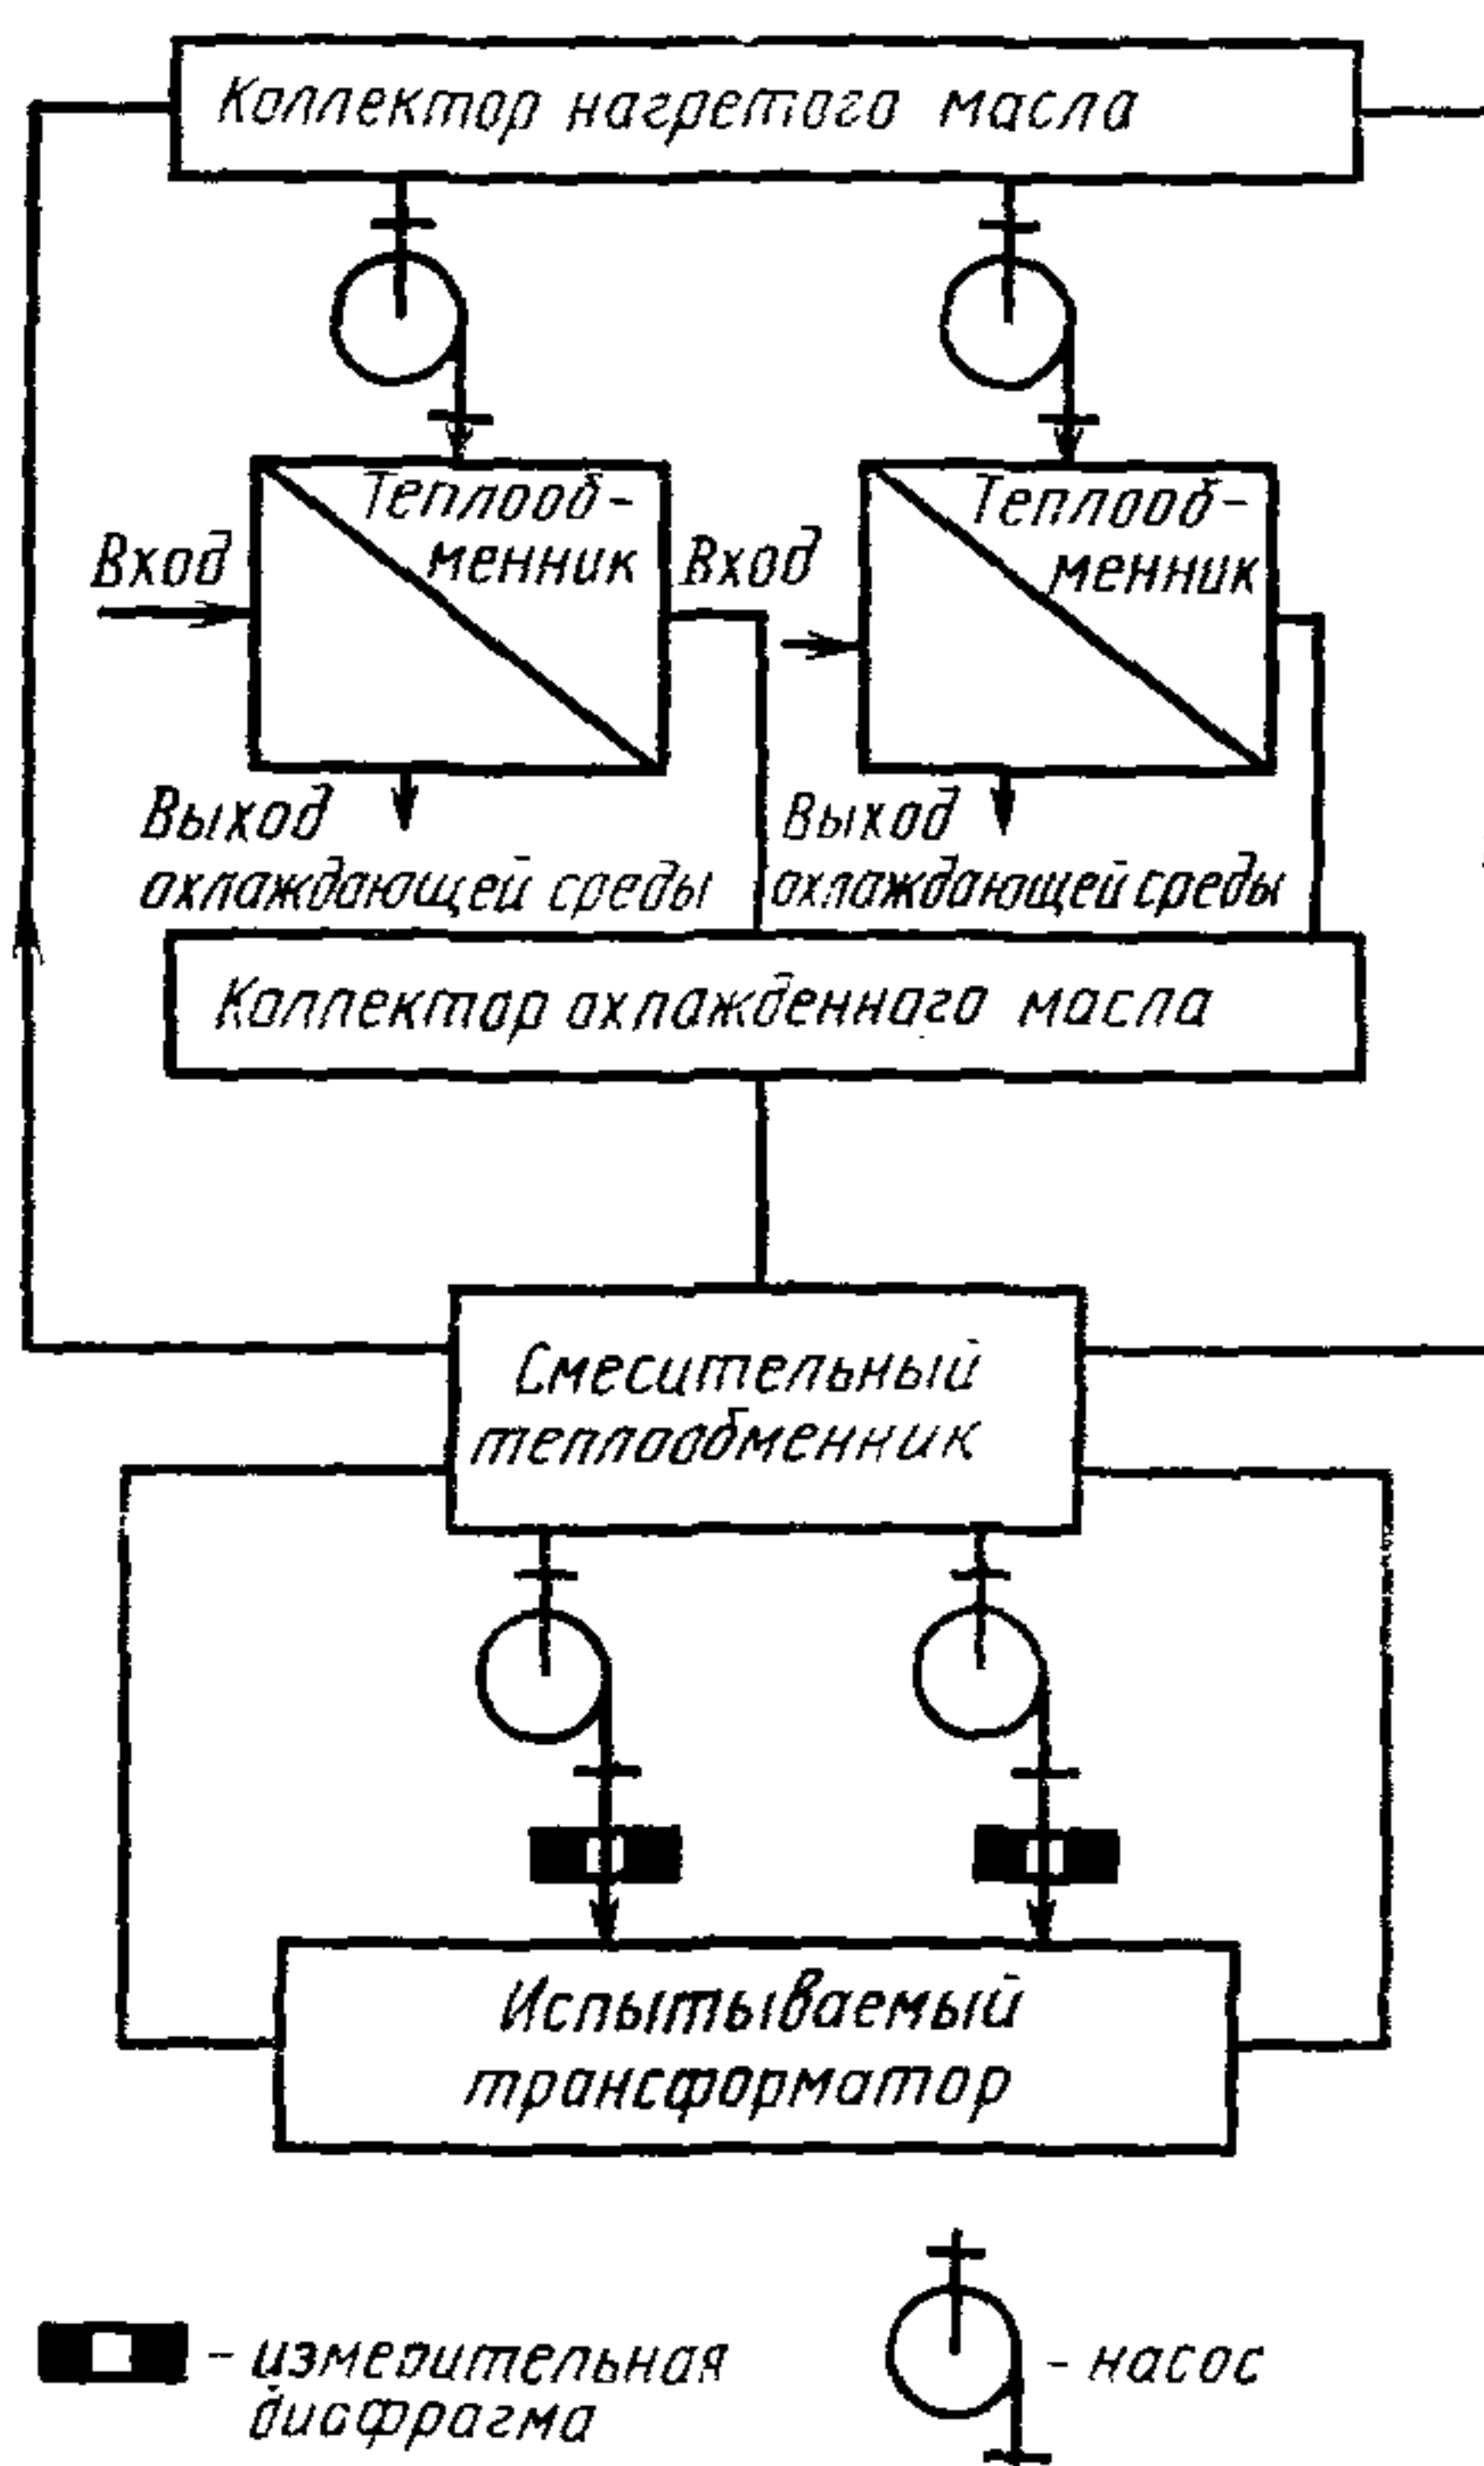 Коллектор нагретого масла
Теплооб-
менник
Теплооб-
менник
Вход
Вход
Выход
охлаждающей среды
Выход
охлаждающей среды
Коллектор охлажденного масла
Смесительный
теплообменник
Испытываемый
трансформатор
- измерительная
диафрагма
- насос